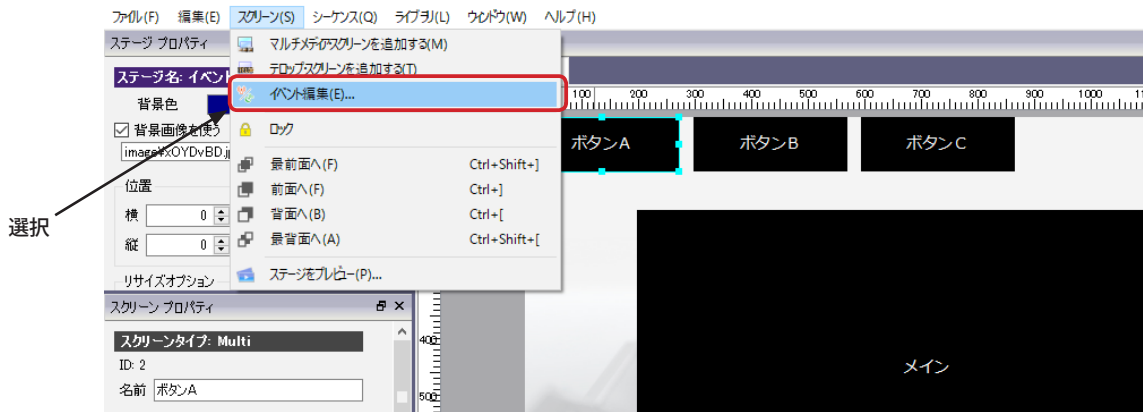 ファイル(F) 編集(E) スクリーン(S) シーケンス(Q) ライブラリ(L) ウィンドウ(W) ヘルプ(H)
ステージ プロパティ
マルチメディアスクリーンを追加する(M)
テロップスクリーンを追加する(T)
ステージ名: イベン
イベント編集(E)...
背景色
ロック
背景画像を使う
image¥xOYDvBD.j
最前面へ(F) Ctrl+Shift+]
前面へ(F) Ctrl+]
背面へ(B) Ctrl+[
最背面へ(A) Ctrl+Shift+[
ステージをプレビュー(P)...
位置
横 0
縦 0
リサイズオプション
選択
100 200 300 400 500 600 700 800 900 1000 11
ボタンA ボタンB ボタンC
スクリーン プロパティ
スクリーンタイプ: Multi
ID: 2
名前 ボタンA
400
500
メイン